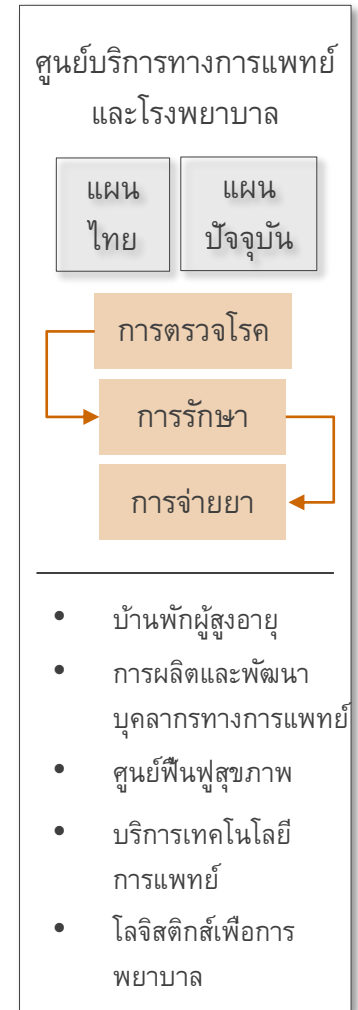 ศูนย์บริการทางการแพทย์
และโรงพยาบาล
แผน
ไทย
แผน
ปัจจุบัน
การตรวจโรค
การรักษา
การจ่ายยา
• บ้านพักผู้สูงอายุ
• การผลิตและพัฒนา
บุคลากรทางการแพทย์
• ศูนย์ฟื้นฟูสุขภาพ
• บริการเทคโนโลยี
การแพทย์
• โลจิสติกส์เพื่อการ
พยาบาล